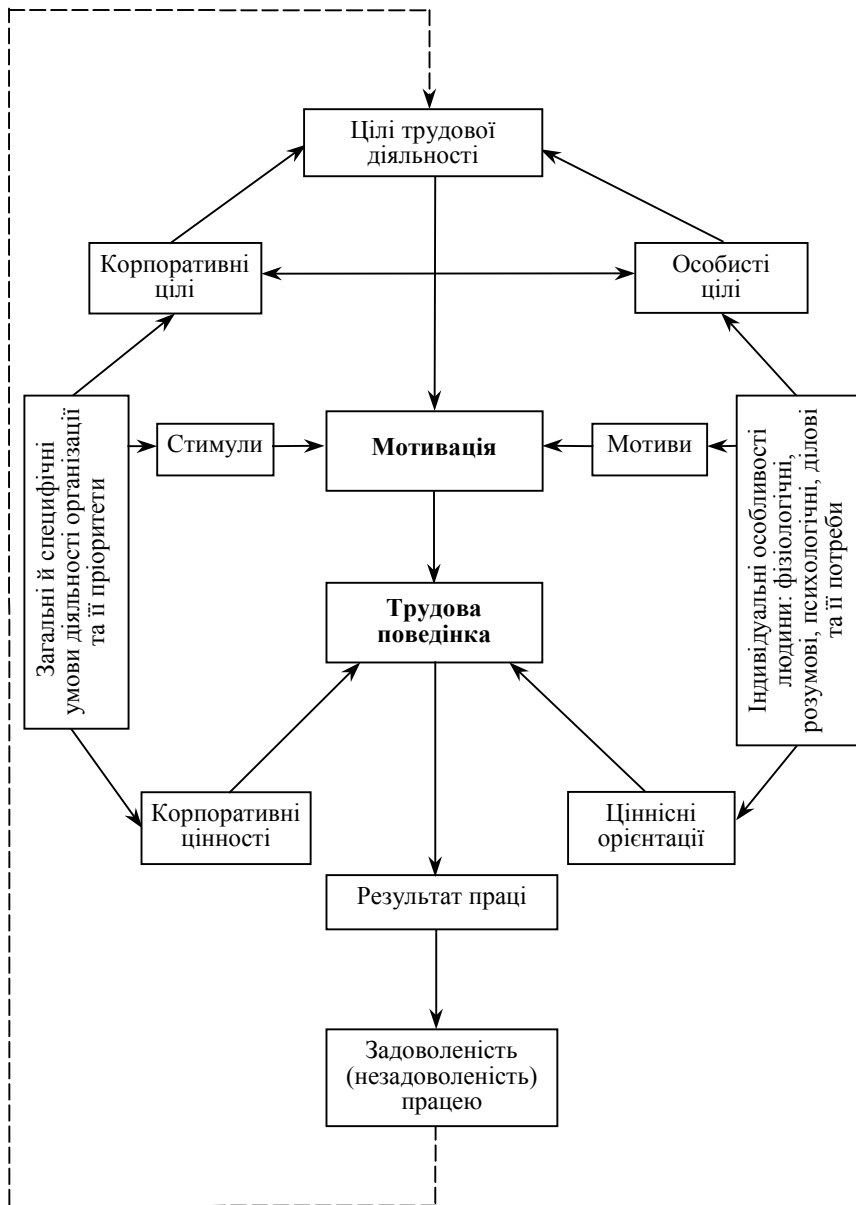 Цілі трудової
діяльності
Корпоративні
цілі
Особисті
цілі
Загальні й специфічні
умови діяльності організації
та її пріоритети
Стимули
Мотивація
Мотиви
Індивідуальні особливості
людини: фізіологічні,
розумові, психологічні, ділові
та її потреби
Трудова
поведінка
Корпоративні
цінності
Ціннісні
орієнтації
Результат праці
Задоволеність
(незадоволеність)
працею